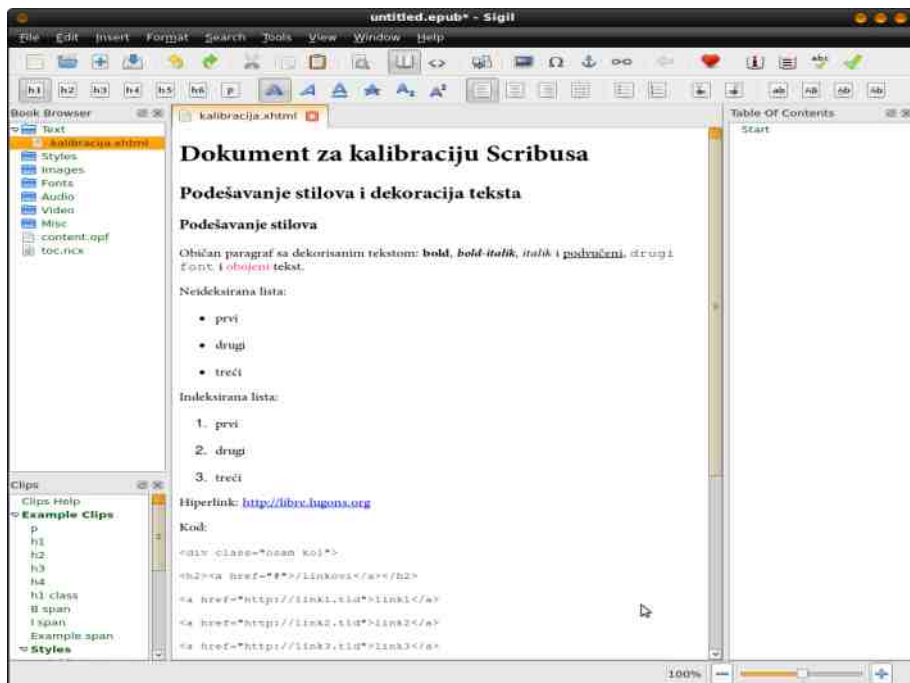 untitled.epub* - Sigil
File Edit Insert Format Search Tools View Window Help
h1 h2 h3 h4 h5 h6 p
Book Browser
Text
kalibracija.xhtml
Styles
Images
Fonts
Audio
Video
Misc
content.opf
toc.ncx
Clips
Clips Help
Example Clips
p
h1
h2
h3
h4
h1 class
B span
I span
Example span
Styles
kalibracija.xhtml
Dokument za kalibraciju Scribusa
Podešavanje stilova i dekoracija teksta
Podešavanje stilova
Običan paragraf sa dekorisanim tekstom: bold, bold-italik, italik i podvučeni, drugi
font i obojeni tekst.
Neideksirana lista:
• prvi
• drugi
• treći
Indeksirana lista:
1. prvi
2. drugi
3. treći
Hiperlink: http://libre.lugons.org
Kod:
<div class="osam kol">
<h2><a href="#">/linkovi</a></h2>
<a href="http://link1.tld">link1</a>
<a href="http://link2.tld">link2</a>
<a href="http://link3.tld">link3</a>
Table Of Contents
Start
100%